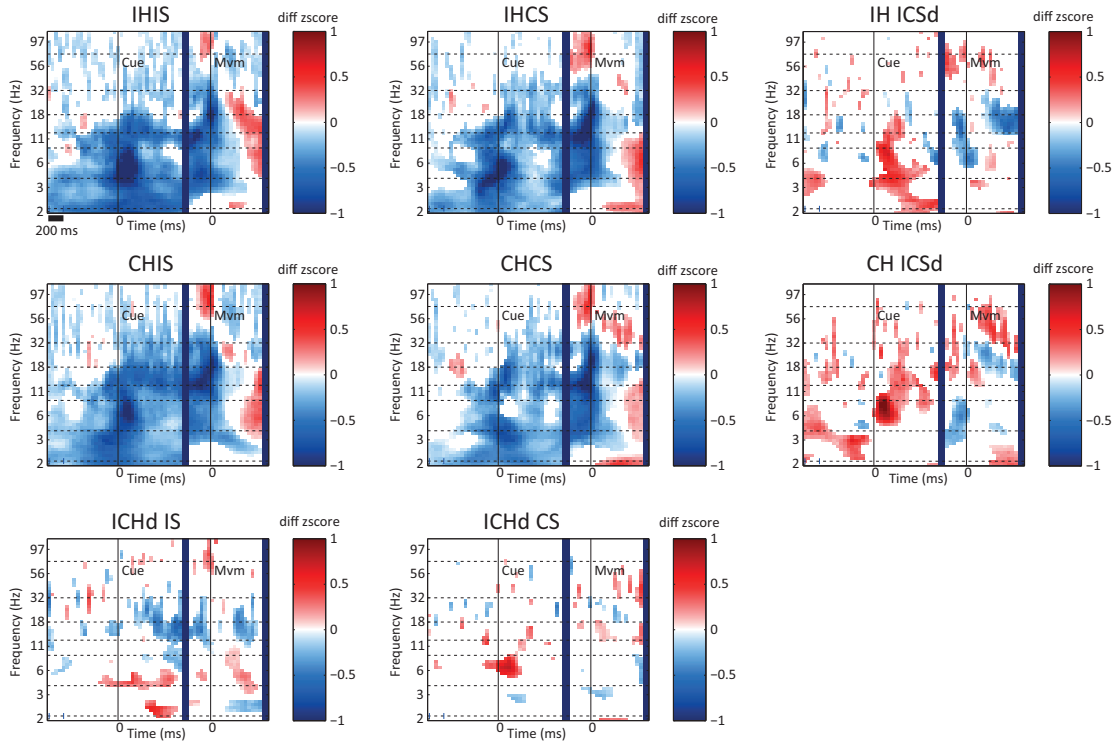 IHIS
diff zscore
97
56
32
18
11
6
3
2
Frequency (Hz)
Cue
Mvm
0
0
Time (ms)
200 ms
1
0.5
0
−0.5
−1
IHCS
diff zscore
97
56
32
18
11
6
3
2
Frequency (Hz)
Cue
Mvm
0
0
Time (ms)
1
0.5
0
−0.5
−1
IH ICSd
diff zscore
97
56
32
18
11
6
3
2
Frequency (Hz)
Cue
Mvm
0
0
Time (ms)
1
0.5
0
−0.5
−1
CHIS
diff zscore
97
56
32
18
11
6
3
2
Frequency (Hz)
Cue
Mvm
0
0
Time (ms)
1
0.5
0
−0.5
−1
CHCS
diff zscore
97
56
32
18
11
6
3
2
Frequency (Hz)
Cue
Mvm
0
0
Time (ms)
1
0.5
0
−0.5
−1
CH ICSd
diff zscore
97
56
32
18
11
6
3
2
Frequency (Hz)
Cue
Mvm
0
0
Time (ms)
1
0.5
0
−0.5
−1
ICHd IS
diff zscore
97
56
32
18
11
6
3
2
Frequency (Hz)
Cue
Mvm
0
0
Time (ms)
1
0.5
0
−0.5
−1
ICHd CS
diff zscore
97
56
32
18
11
6
3
2
Frequency (Hz)
Cue
Mvm
0
0
Time (ms)
1
0.5
0
−0.5
−1